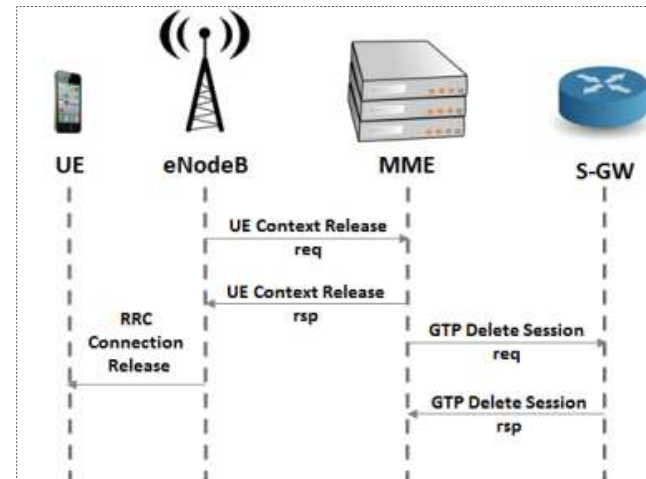 UE
eNodeB
MME
S-GW
UE Context Release
req
UE Context Release
rsp
RRC
Connection
Release
GTP Delete Session
req
GTP Delete Session
rsp